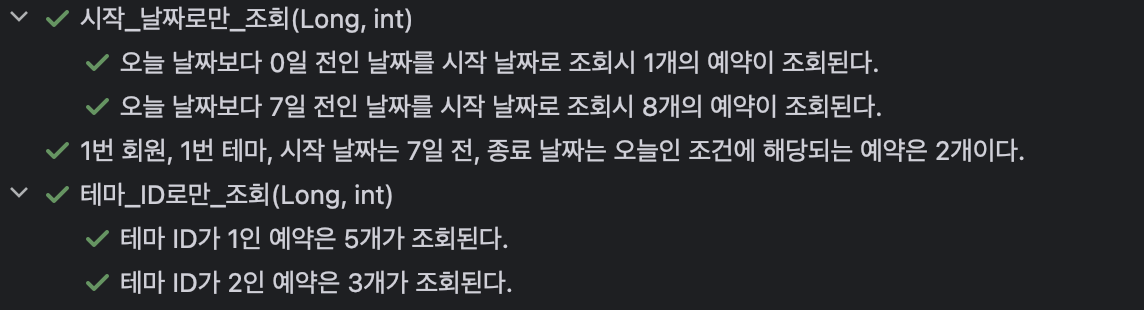 시작_날짜로만_조회(Long, int)
오늘 날짜보다 0일 전인 날짜를 시작 날짜로 조회시 1개의 예약이 조회된다.
오늘 날짜보다 7일 전인 날짜를 시작 날짜로 조회시 8개의 예약이 조회된다.
1번 회원, 1번 테마, 시작 날짜는 7일 전, 종료 날짜는 오늘인 조건에 해당되는 예약은 2개이다.
테마_ID로만_조회(Long, int)
테마 ID가 1인 예약은 5개가 조회된다.
테마 ID가 2인 예약은 3개가 조회된다.